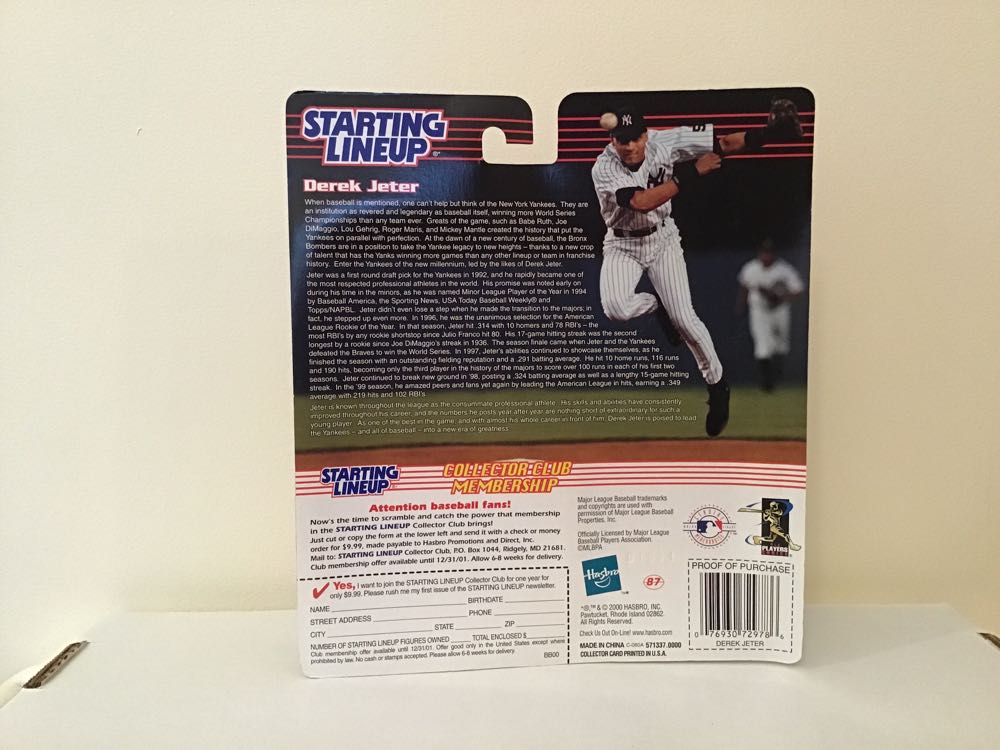 STARTING
LINEUP®
NY
Derek Jeter
When baseball is mentioned, one can't help but think of the New York Yankees. They are
an institution as revered and legendary as baseball itself, winning more World Series
Championships than any team ever. Greats of the game, such as Babe Ruth, Joe
DiMaggio, Lou Gehrig, Roger Maris, and Mickey Mantle created the history that put the
Yankees on parallel with perfection. At the dawn of a new century of baseball, the Bronx
Bombers are in a position to take the Yankee legacy to new heights – thanks to a new crop
of talent that has the Yanks winning more games than any other lineup or team in franchise
history. Enter the Yankees of the new millennium, led by the likes of Derek Jeter.
Jeter was a first round draft pick for the Yankees in 1992, and he rapidly became one of
the most respected professional athletes in the world. His promise was noted early on
during his time in the minors, as he was named Minor League Player of the Year in 1994
by Baseball America, the Sporting News, USA Today Baseball Weekly® and
Topps/NAPBL. Jeter didn't even lose a step when he made the transition to the majors; in
fact, he stepped up even more. In 1996, he was the unanimous selection for the American
League Rookie of the Year. In that season, Jeter hit .314 with 10 homers and 78 RBI's – the
most RBI's by any rookie shortstop since Julio Franco hit 80. His 17-game hitting streak was the second
longest by a rookie since Joe DiMaggio's streak in 1936. The season finale came when Jeter and the Yankees
defeated the Braves to win the World Series. In 1997, Jeter's abilities continued to showcase themselves, as he
finished the season with an outstanding fielding reputation and a .291 batting average. He hit 10 home runs, 116 runs
and 190 hits, becoming only the third player in the history of the majors to score over 100 runs in each of his first two
seasons. Jeter continued to break new ground in '98, posting a .324 batting average as well as a lengthy 15-game hitting
streak. In the '99 season, he amazed peers and fans yet again by leading the American League in hits, earning a .349
average with 219 hits and 102 RBI's
Jeter is known throughout the league as the consummate professional athlete. His skills and abilities have consistently
improved throughout his career, and the numbers he posts year after year are nothing short of extraordinary for such a
young player. As one of the best in the game, and with almost his whole career in front of him, Derek Jeter is poised to lead
the Yankees – and all of baseball – into a new era of greatness.
STARTING
LINEUP
COLLECTOR CLUB
MEMBERSHIP
Attention baseball fans!
Now's the time to scramble and catch the power that membership
in the STARTING LINEUP Collector Club brings!
Just cut or copy the form at the lower left and send it with a check or money
order for $9.99, made payable to Hasbro Promotions and Direct, Inc.
Mail to: STARTING LINEUP Collector Club, P.O. Box 1044, Ridgely, MD 21681.
Club membership offer available until 12/31/01. Allow 6-8 weeks for delivery.
Yes, I want to join the STARTING LINEUP Collector Club for one year for
only $9.99. Please rush me my first issue of the STARTING LINEUP newsletter.
NAME BIRTHDATE
STREET ADDRESS PHONE
CITY STATE ZIP
NUMBER OF STARTING LINEUP FIGURES OWNED TOTAL ENCLOSED $
Club membership offer available until 12/31/01. Offer good only in the United States except where
prohibited by law. No cash or stamps accepted. Please allow 6-8 weeks for delivery.
BB00
Major League Baseball trademarks
and copyrights are used with
permission of Major League Baseball
Properties, Inc.
Officially Licensed by Major League
Baseball Players Association.
©MLBPA
PLAYERS
Hasbro
87
*®,™ & © 2000 HASBRO, INC.
Pawtucket, Rhode Island 02862.
All Rights Reserved.
Check Us Out On-Line! www.hasbro.com
MADE IN CHINA C-060A 571337.0000
COLLECTOR CARD PRINTED IN U.S.A.
PROOF OF PURCHASE
0 76930 72978 6
DEREK JETER